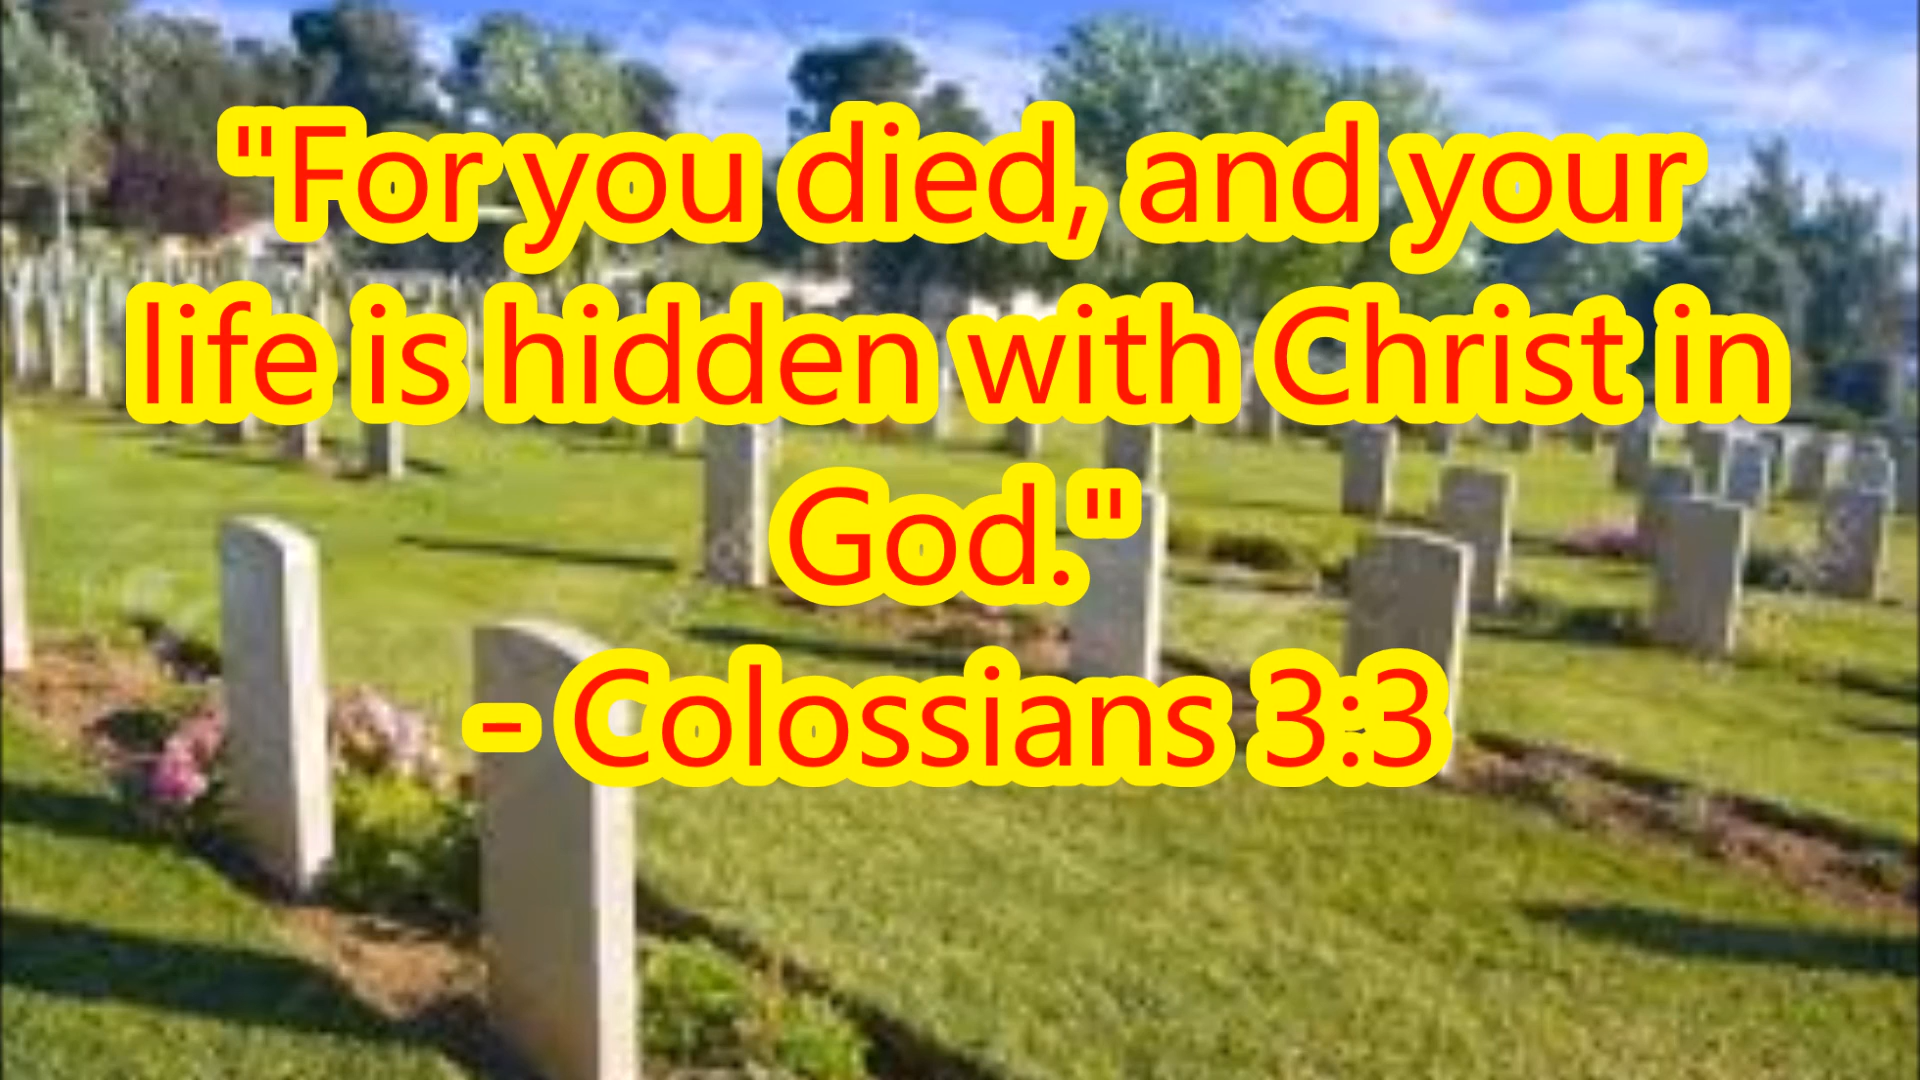 "For you died, and your
life is hidden with Christ in
God."
- Colossians 3:3